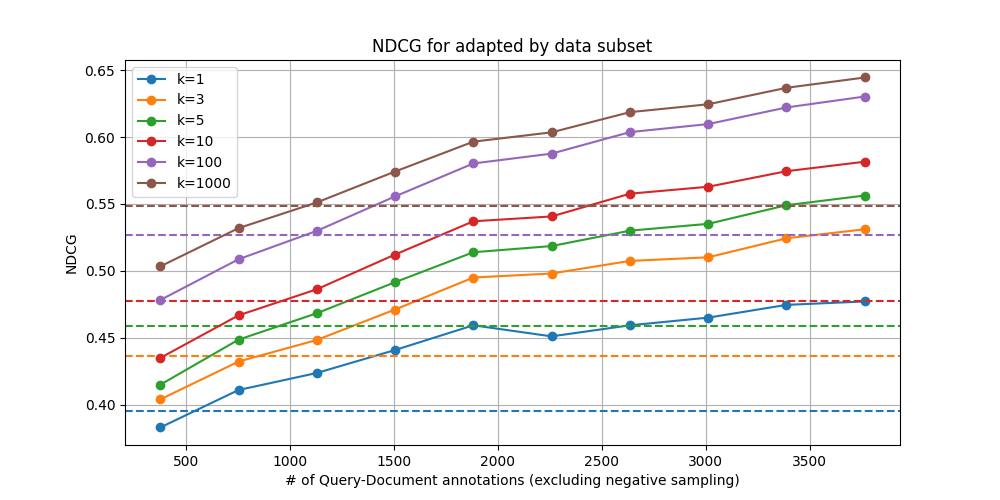 NDCG for adapted by data subset
k=1
k=3
k=5
k=10
k=100
k=1000
NDCG
0.65
0.60
0.55
0.50
0.45
0.40
500 1000 1500 2000 2500 3000 3500
# of Query-Document annotations (excluding negative sampling)